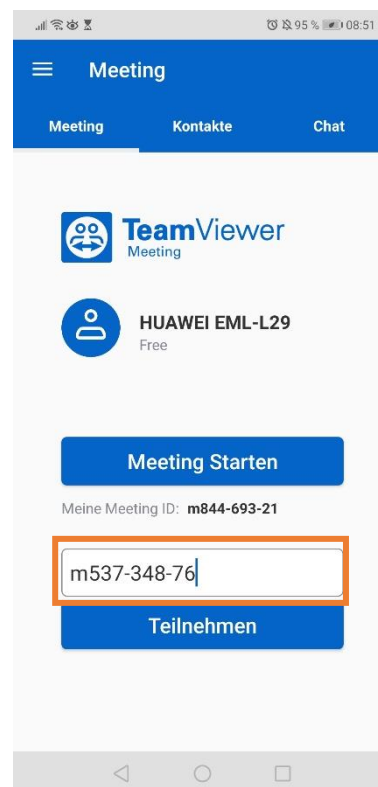 95 % 08:51
Meeting
Meeting Kontakte Chat
TeamViewer
Meeting
HUAWEI EML-L29
Free
Meeting Starten
Meine Meeting ID: m844-693-21
m537-348-76
Teilnehmen